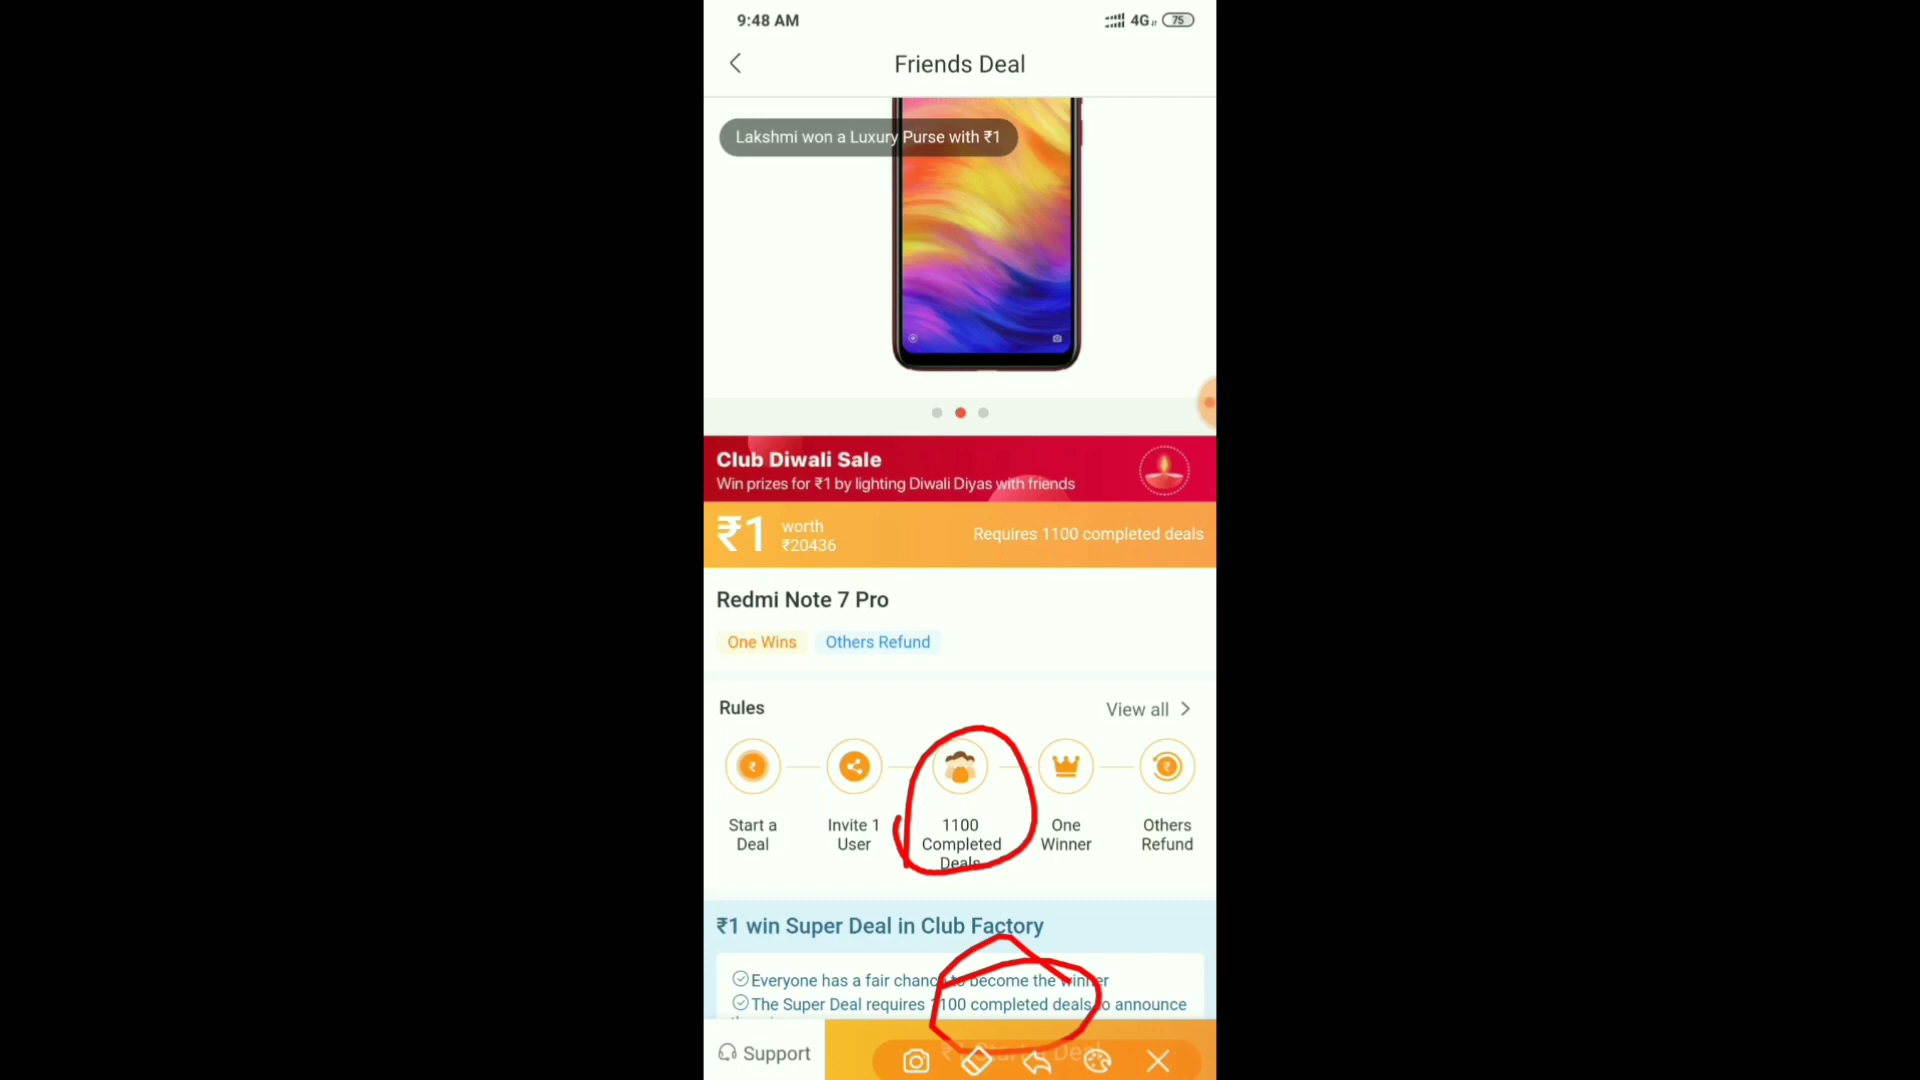 9:48 AM
4G
75
Friends Deal
Lakshmi won a Luxury Purse with ₹1
Club Diwali Sale
Win prizes for ₹1 by lighting Diwali Diyas with friends
₹1 worth ₹20436
Requires 1100 completed deals
Redmi Note 7 Pro
One Wins Others Refund
Rules
View all
Start a Deal
Invite 1 User
1100 Completed Deals
One Winner
Others Refund
₹1 win Super Deal in Club Factory
Everyone has a fair chance to become the winner
The Super Deal requires 1100 completed deals to announce
Support